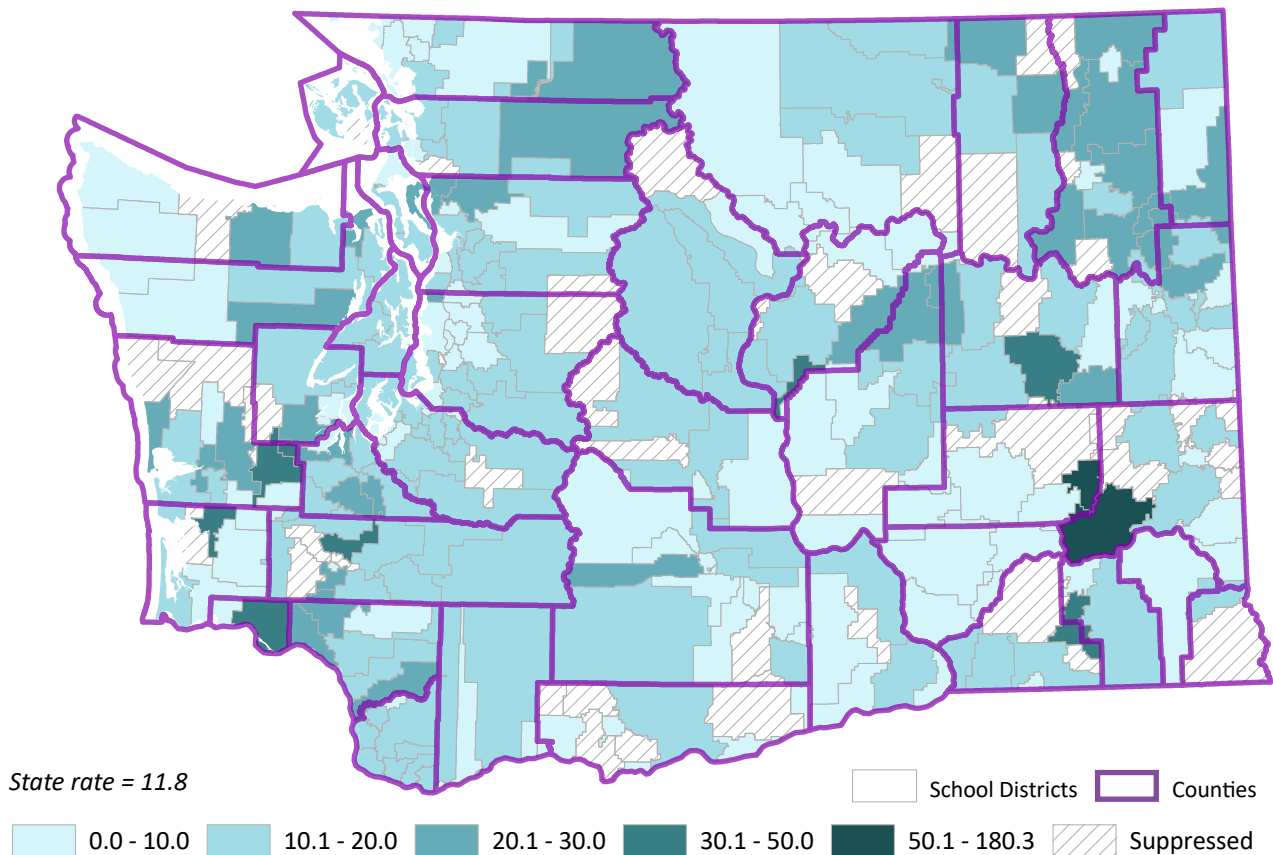 State rate = 11.8
School Districts
Counties
0.0 - 10.0
10.1 - 20.0
20.1 - 30.0
30.1 - 50.0
50.1 - 180.3
Suppressed